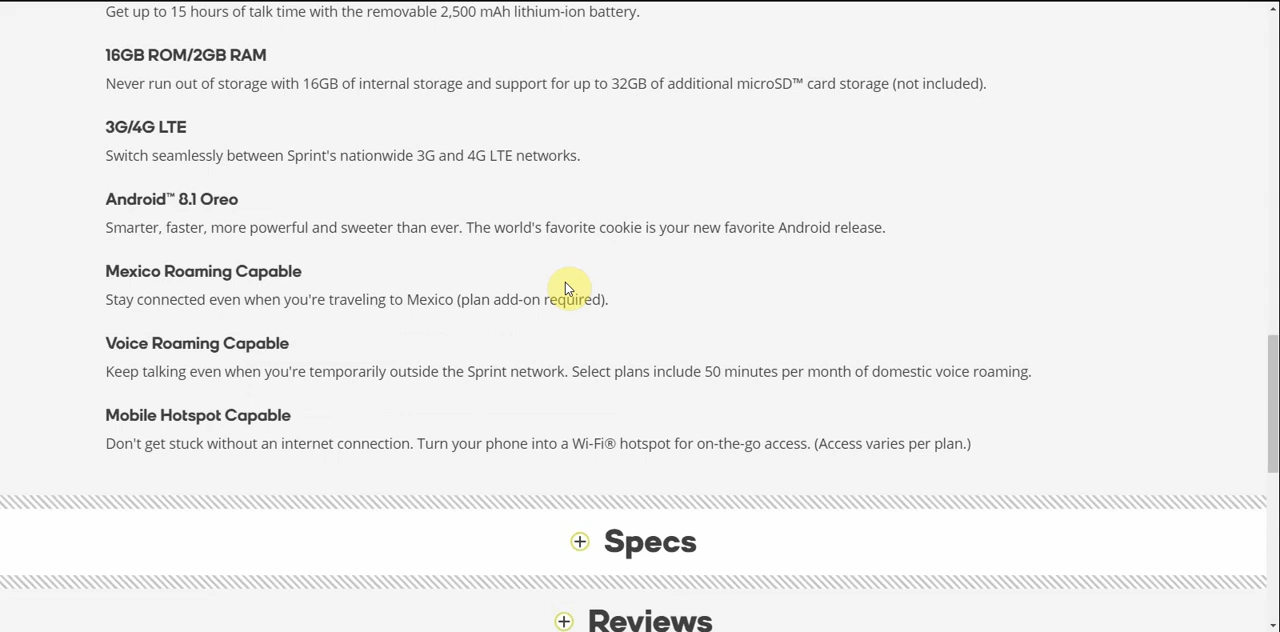 Get up to 15 hours of talk time with the removable 2,500 mAh lithium-ion battery.
16GB ROM/2GB RAM
Never run out of storage with 16GB of internal storage and support for up to 32GB of additional microSD™ card storage (not included).
3G/4G LTE
Switch seamlessly between Sprint's nationwide 3G and 4G LTE networks.
Android™ 8.1 Oreo
Smarter, faster, more powerful and sweeter than ever. The world's favorite cookie is your new favorite Android release.
Mexico Roaming Capable
Stay connected even when you're traveling to Mexico (plan add-on required).
Voice Roaming Capable
Keep talking even when you're temporarily outside the Sprint network. Select plans include 50 minutes per month of domestic voice roaming.
Mobile Hotspot Capable
Don't get stuck without an internet connection. Turn your phone into a Wi-Fi® hotspot for on-the-go access. (Access varies per plan.)
Specs
Reviews